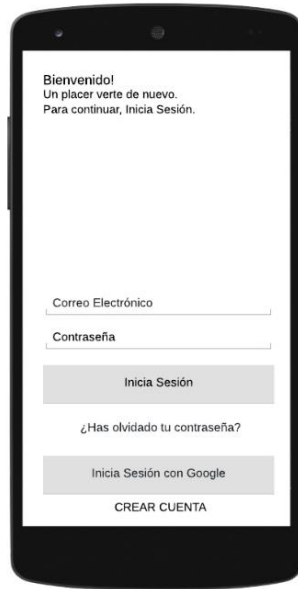 Bienvenido!
Un placer verte de nuevo.
Para continuar, Inicia Sesión.
Correo Electrónico
Contraseña
Inicia Sesión
¿Has olvidado tu contraseña?
Inicia Sesión con Google
CREAR CUENTA